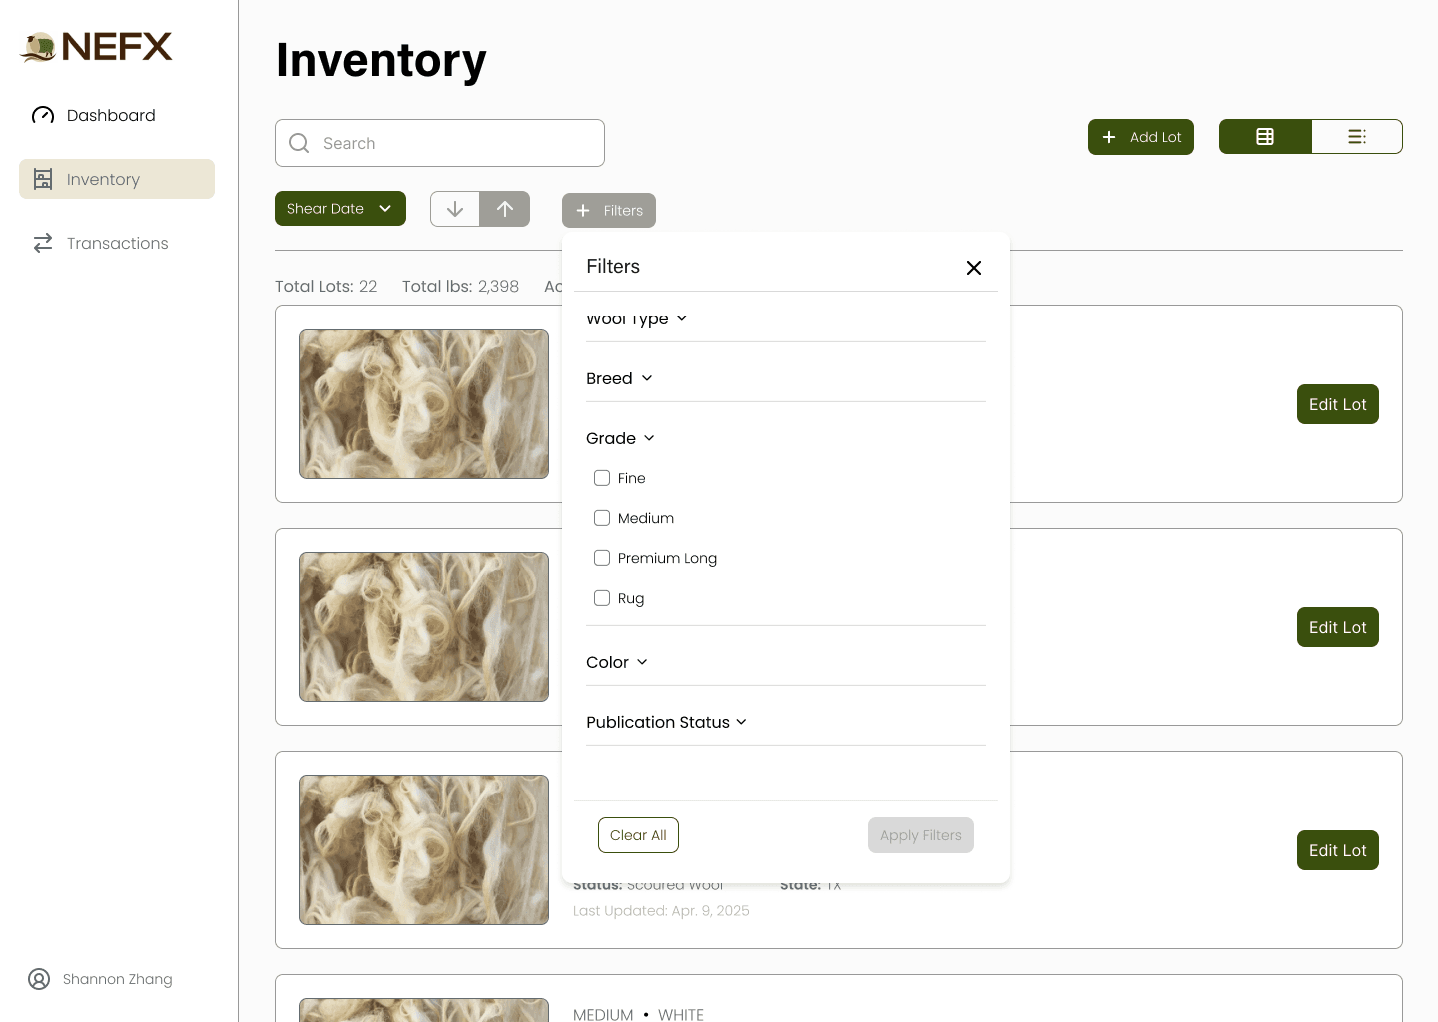 NEFX
Dashboard
Inventory
Transactions
Shannon Zhang
Inventory
Search
Add Lot
Shear Date
Filters
Total Lots: 22 Total lbs: 2,398
Filters
Wool Type
Breed
Grade
Fine
Medium
Premium Long
Rug
Color
Publication Status
Clear All
Apply Filters
Edit Lot
Edit Lot
Edit Lot
Status: Scoured Wool State: TX
Last Updated: Apr. 9, 2025
MEDIUM • WHITE